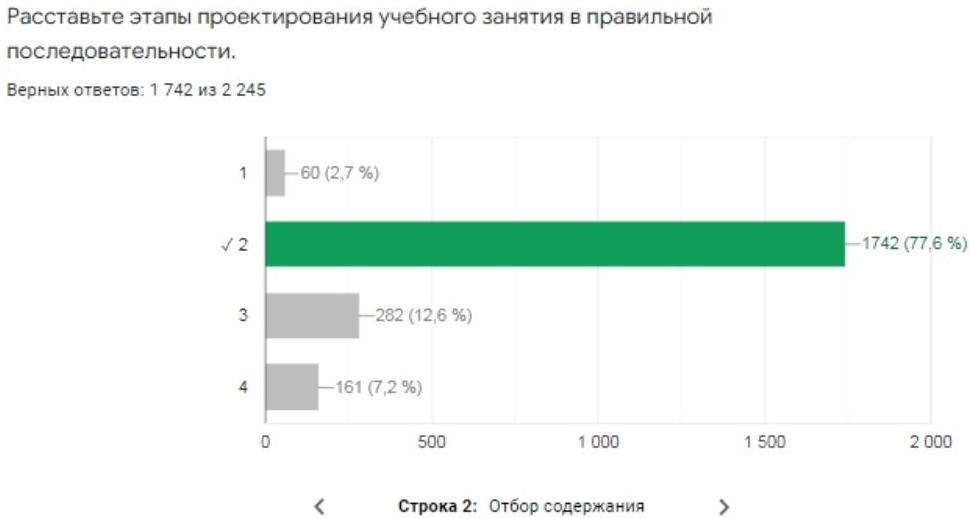 Расставьте этапы проектирования учебного занятия в правильной
последовательности.
Верных ответов: 1 742 из 2 245
1 60 (2,7 %)
✓ 2 1742 (77,6 %)
3 282 (12,6 %)
4 161 (7,2 %)
0 500 1 000 1 500 2 000
Строка 2: Отбор содержания